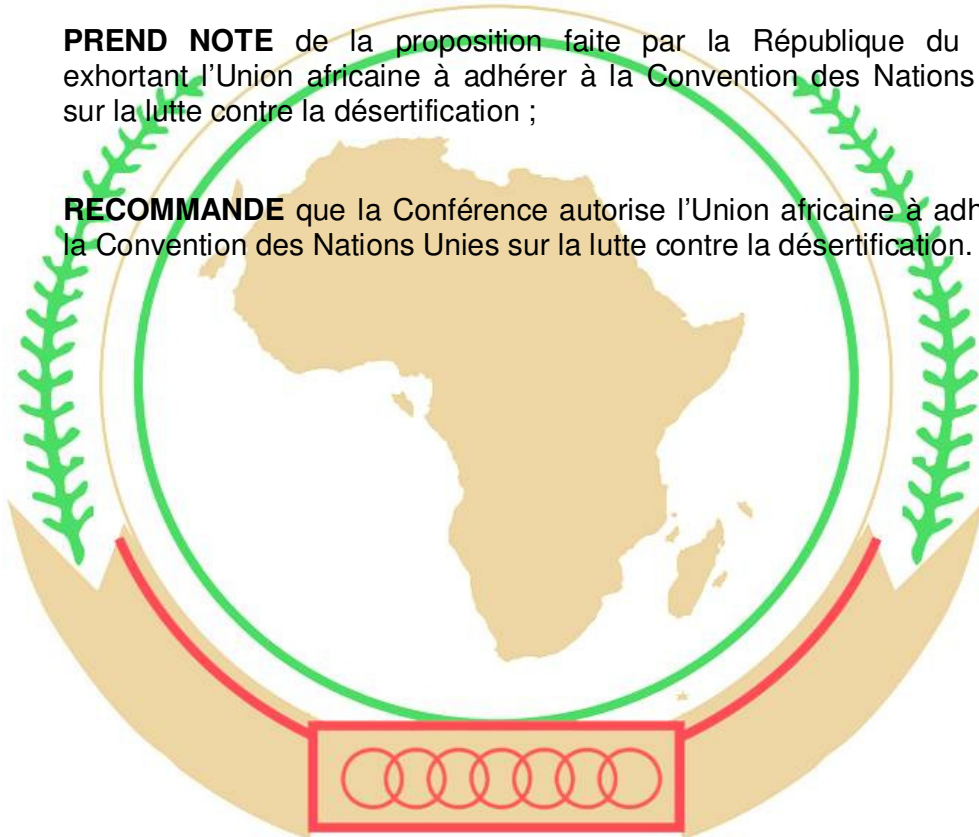 PREND NOTE de la proposition faite par la République du
exhortant l’Union africaine à adhérer à la Convention des Nations
sur la lutte contre la désertification ;
RECOMMANDE que la Conférence autorise l’Union africaine à adh
la Convention des Nations Unies sur la lutte contre la désertification.